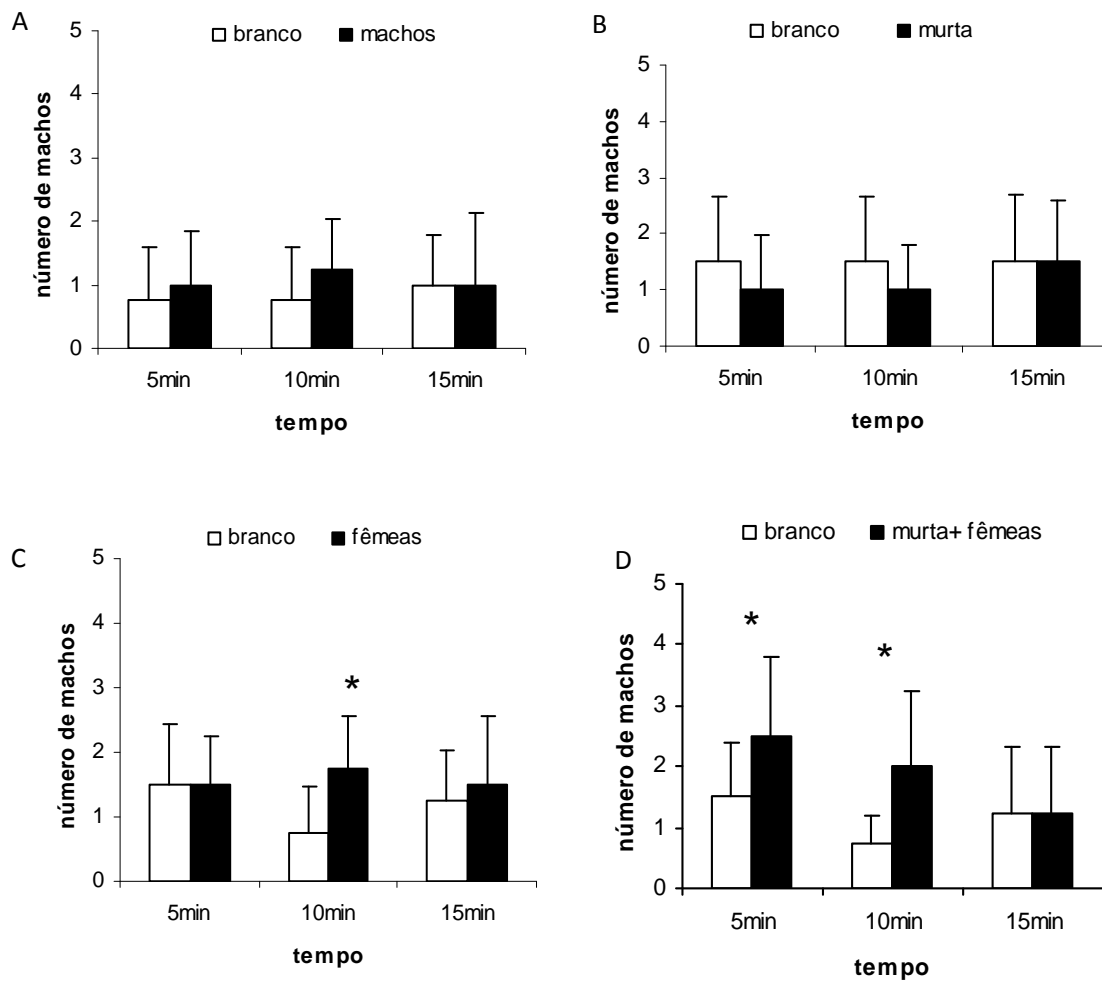 A
branco machos
número de machos
5
4
3
2
1
0
5min 10min 15min
tempo
B
branco murta
número de machos
5
4
3
2
1
0
5min 10min 15min
tempo
C
branco fêmeas
número de machos
5
4
3
2
1
0
*
5min 10min 15min
tempo
D
branco murta+ fêmeas
número de machos
5
4
3
2
1
0
* *
5min 10min 15min
tempo